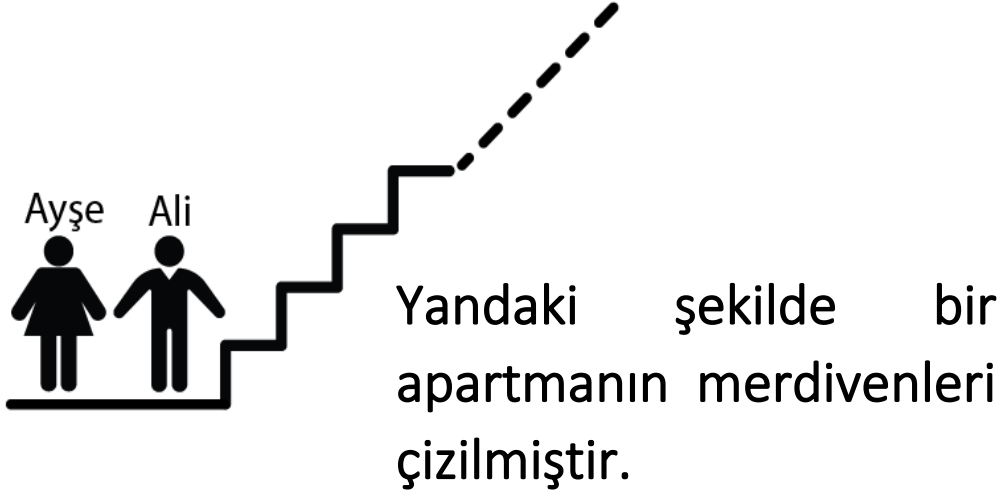 Ayşe Ali
Yandaki şekilde bir
apartmanın merdivenleri
çizilmiştir.